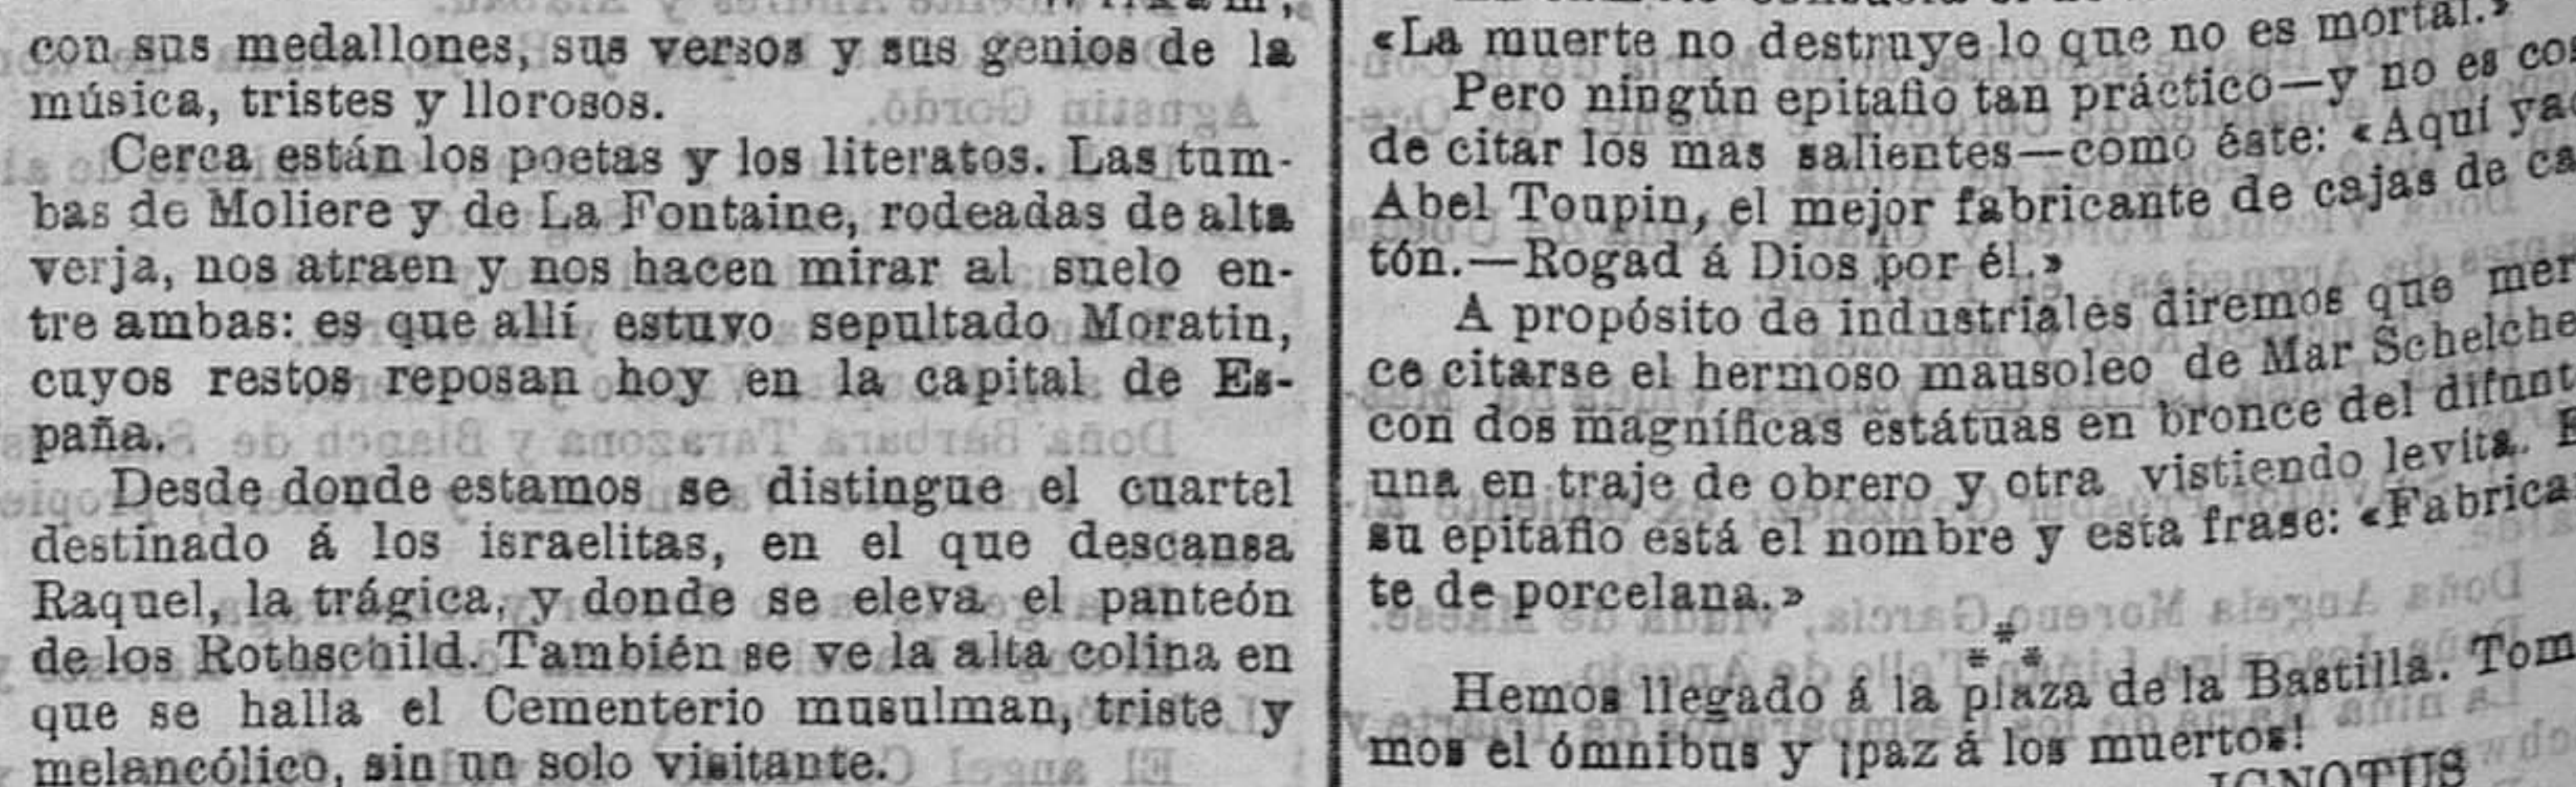 con sus medallones, sus versos y sus genios de la
música, tristes y llorosos.
Cerca están los poetas y los literatos. Las tum-
bas de Moliere y de La Fontaine, rodeadas de alta
verja, nos atraen y nos hacen mirar al suelo en-
tre ambas: es que allí estuvo sepultado Moratin,
cuyos restos reposan hoy en la capital de Es-
paña.
Desde donde estamos se distingue el cuartel
destinado á los israelitas, en el que descansa
Raquel, la trágica, y donde se eleva el panteón
de los Rothschild. También se ve la alta colina en
que se halla el Cementerio musulman, triste y
melancólico, sin un solo visitante.
«La muerte no destruye lo que no es mortal.»
Pero ningún epitafio tan práctico—y no es cos
de citar los mas salientes—como éste: «Aquí ya
Abel Toupin, el mejor fabricante de cajas de ca
tón.—Rogad á Dios por él.»
A propósito de industriales diremos que mer
ce citarse el hermoso mausoleo de Mar Schelche
con dos magníficas estátuas en bronce del difunt
una en traje de obrero y otra vistiendo levita. E
su epitafio está el nombre y esta frase: «Fabrica
te de porcelana.»
* * *
Hemos llegado á la plaza de la Bastilla. Tom
mos el ómnibus y ¡paz á los muertos!
IGNOTUS